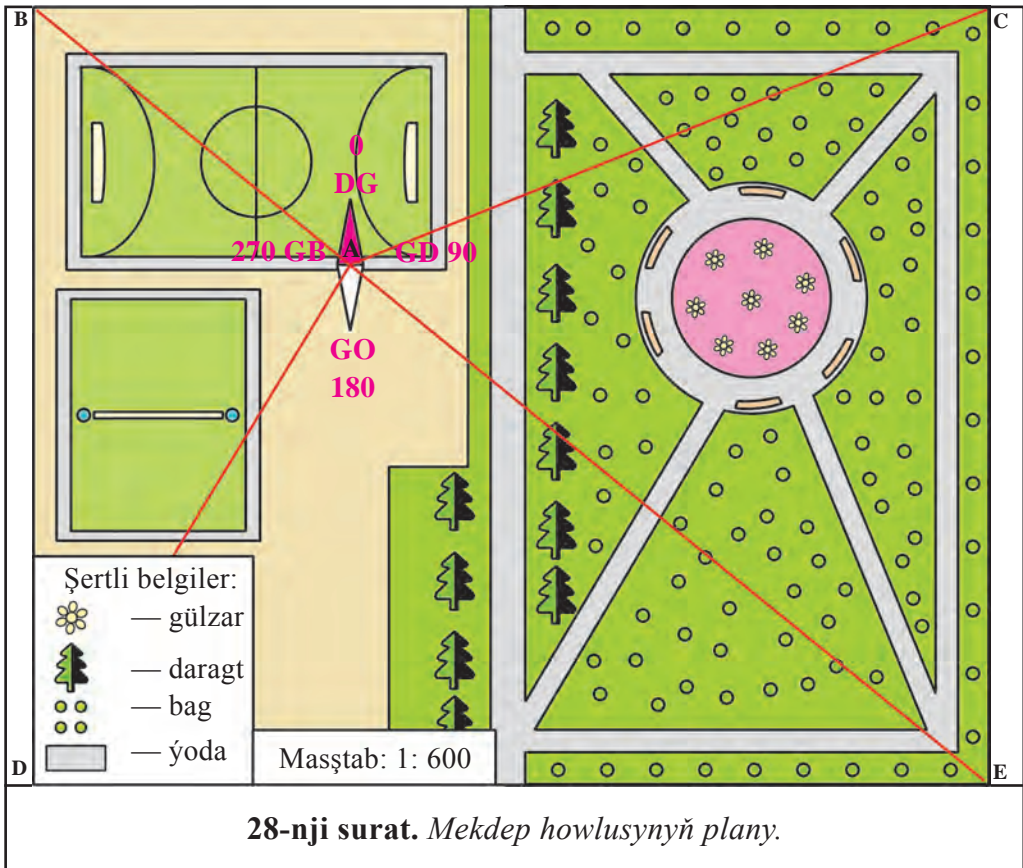 B
C
0
DG
A
270 GB
GD 90
GO
180
Şertli belgiler:
— gülzar
— daragt
— bag
— ýoda
Masştab: 1: 600
D
E
28-nji surat. Mekdep howlusynyň plany.